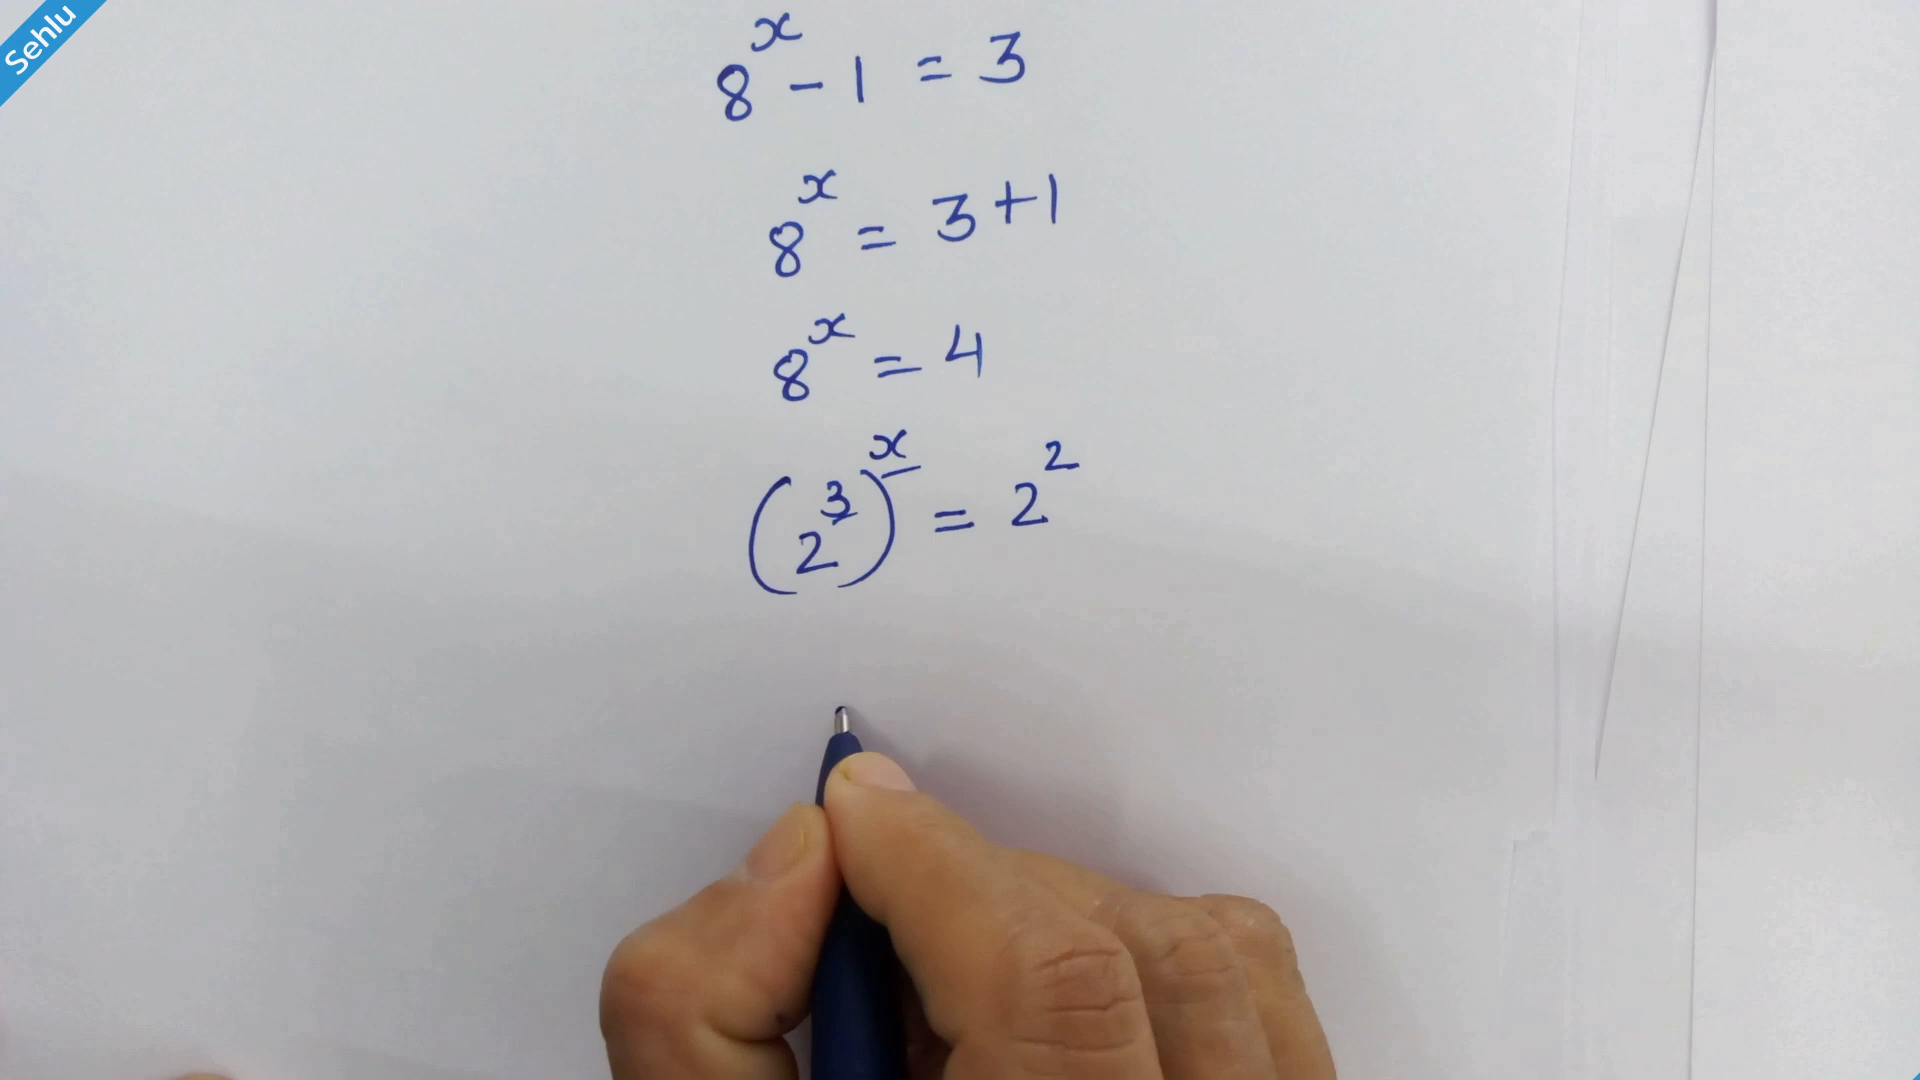 Sehlu
8^x - 1 = 3
8^x = 3+1
8^x = 4
(2^3)^x = 2^2